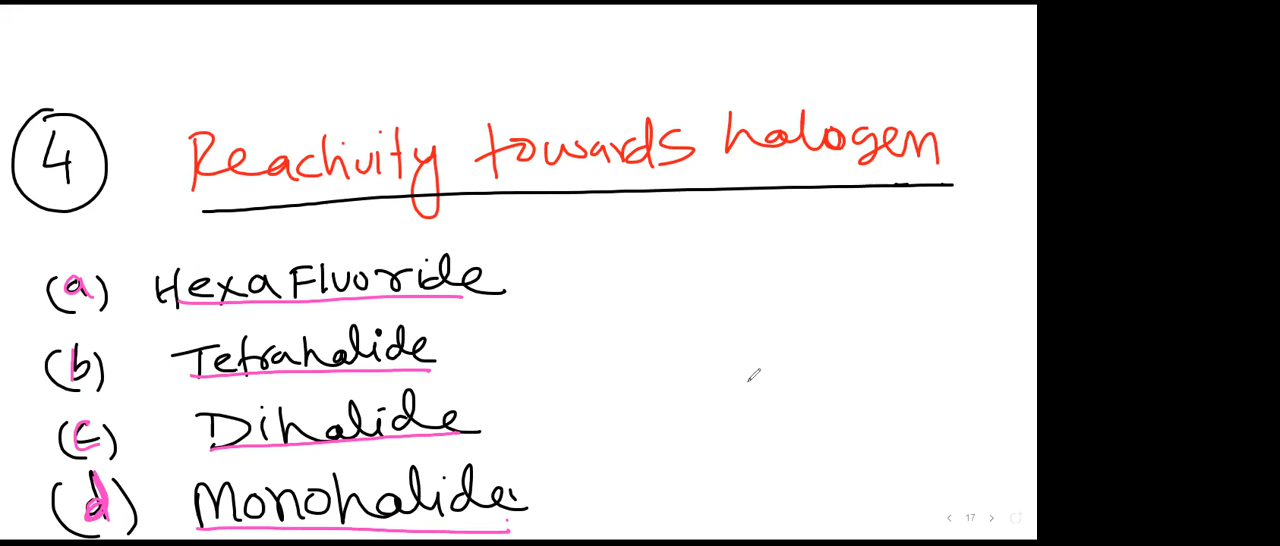 4 Reactivity towards halogen
(a) HexaFluoride
(b) Tetrahalide
(c) Dihalide
(d) Monohalide
17